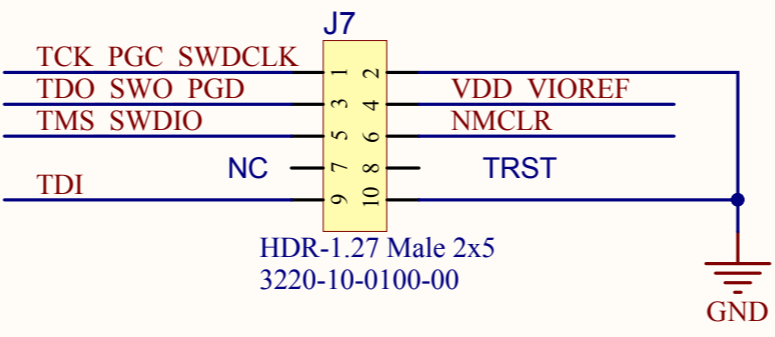 J7
TCK PGC SWDCLK 1 2
TDO SWO PGD 3 4 VDD VIOREF
TMS SWDIO 5 6 NMCLR
NC 7 8 TRST
TDI 9 10
HDR-1.27 Male 2x5
3220-10-0100-00
GND